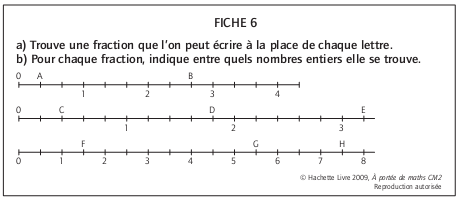 FICHE 6
a) Trouve une fraction que l'on peut écrire à la place de chaque lettre.
b) Pour chaque fraction, indique entre quels nombres entiers elle se trouve.
0 A B
1 2 3 4
0 C D E
1 2 3
F G H
0 1 2 3 4 5 6 7 8
© Hachette Livre 2009, À portée de maths CM2
Reproduction autorisée